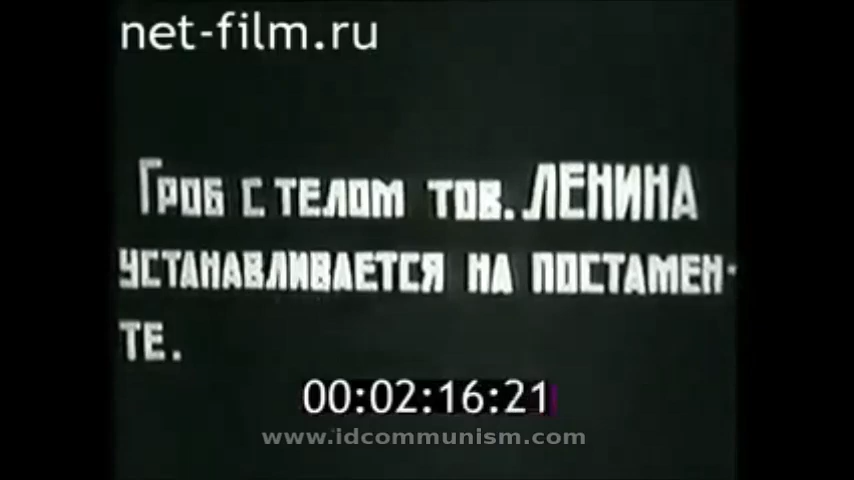 net-film.ru
Гроб с телом тов. ЛЕНИНА
устанавливается на постамен-
те.
00:02:16:21
www.idcommunism.com